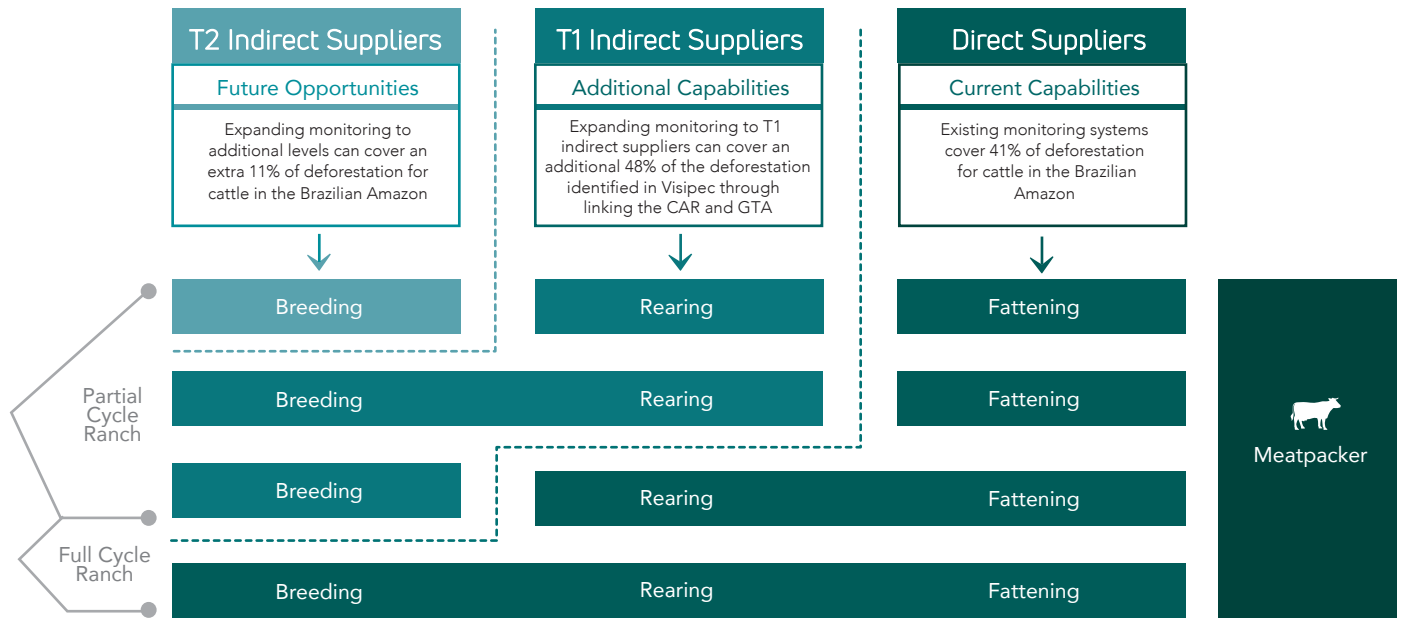 T2 Indirect Suppliers
Future Opportunities
Expanding monitoring to
additional levels can cover an
extra 11% of deforestation for
cattle in the Brazilian Amazon
T1 Indirect Suppliers
Additional Capabilities
Expanding monitoring to T1
indirect suppliers can cover an
additional 48% of the deforestation
identified in Visipec through
linking the CAR and GTA
Direct Suppliers
Current Capabilities
Existing monitoring systems
cover 41% of deforestation
for cattle in the Brazilian
Amazon
Partial
Cycle
Ranch
Full Cycle
Ranch
Breeding
Rearing
Fattening
Breeding
Rearing
Fattening
Breeding
Rearing
Fattening
Breeding
Rearing
Fattening
Meatpacker